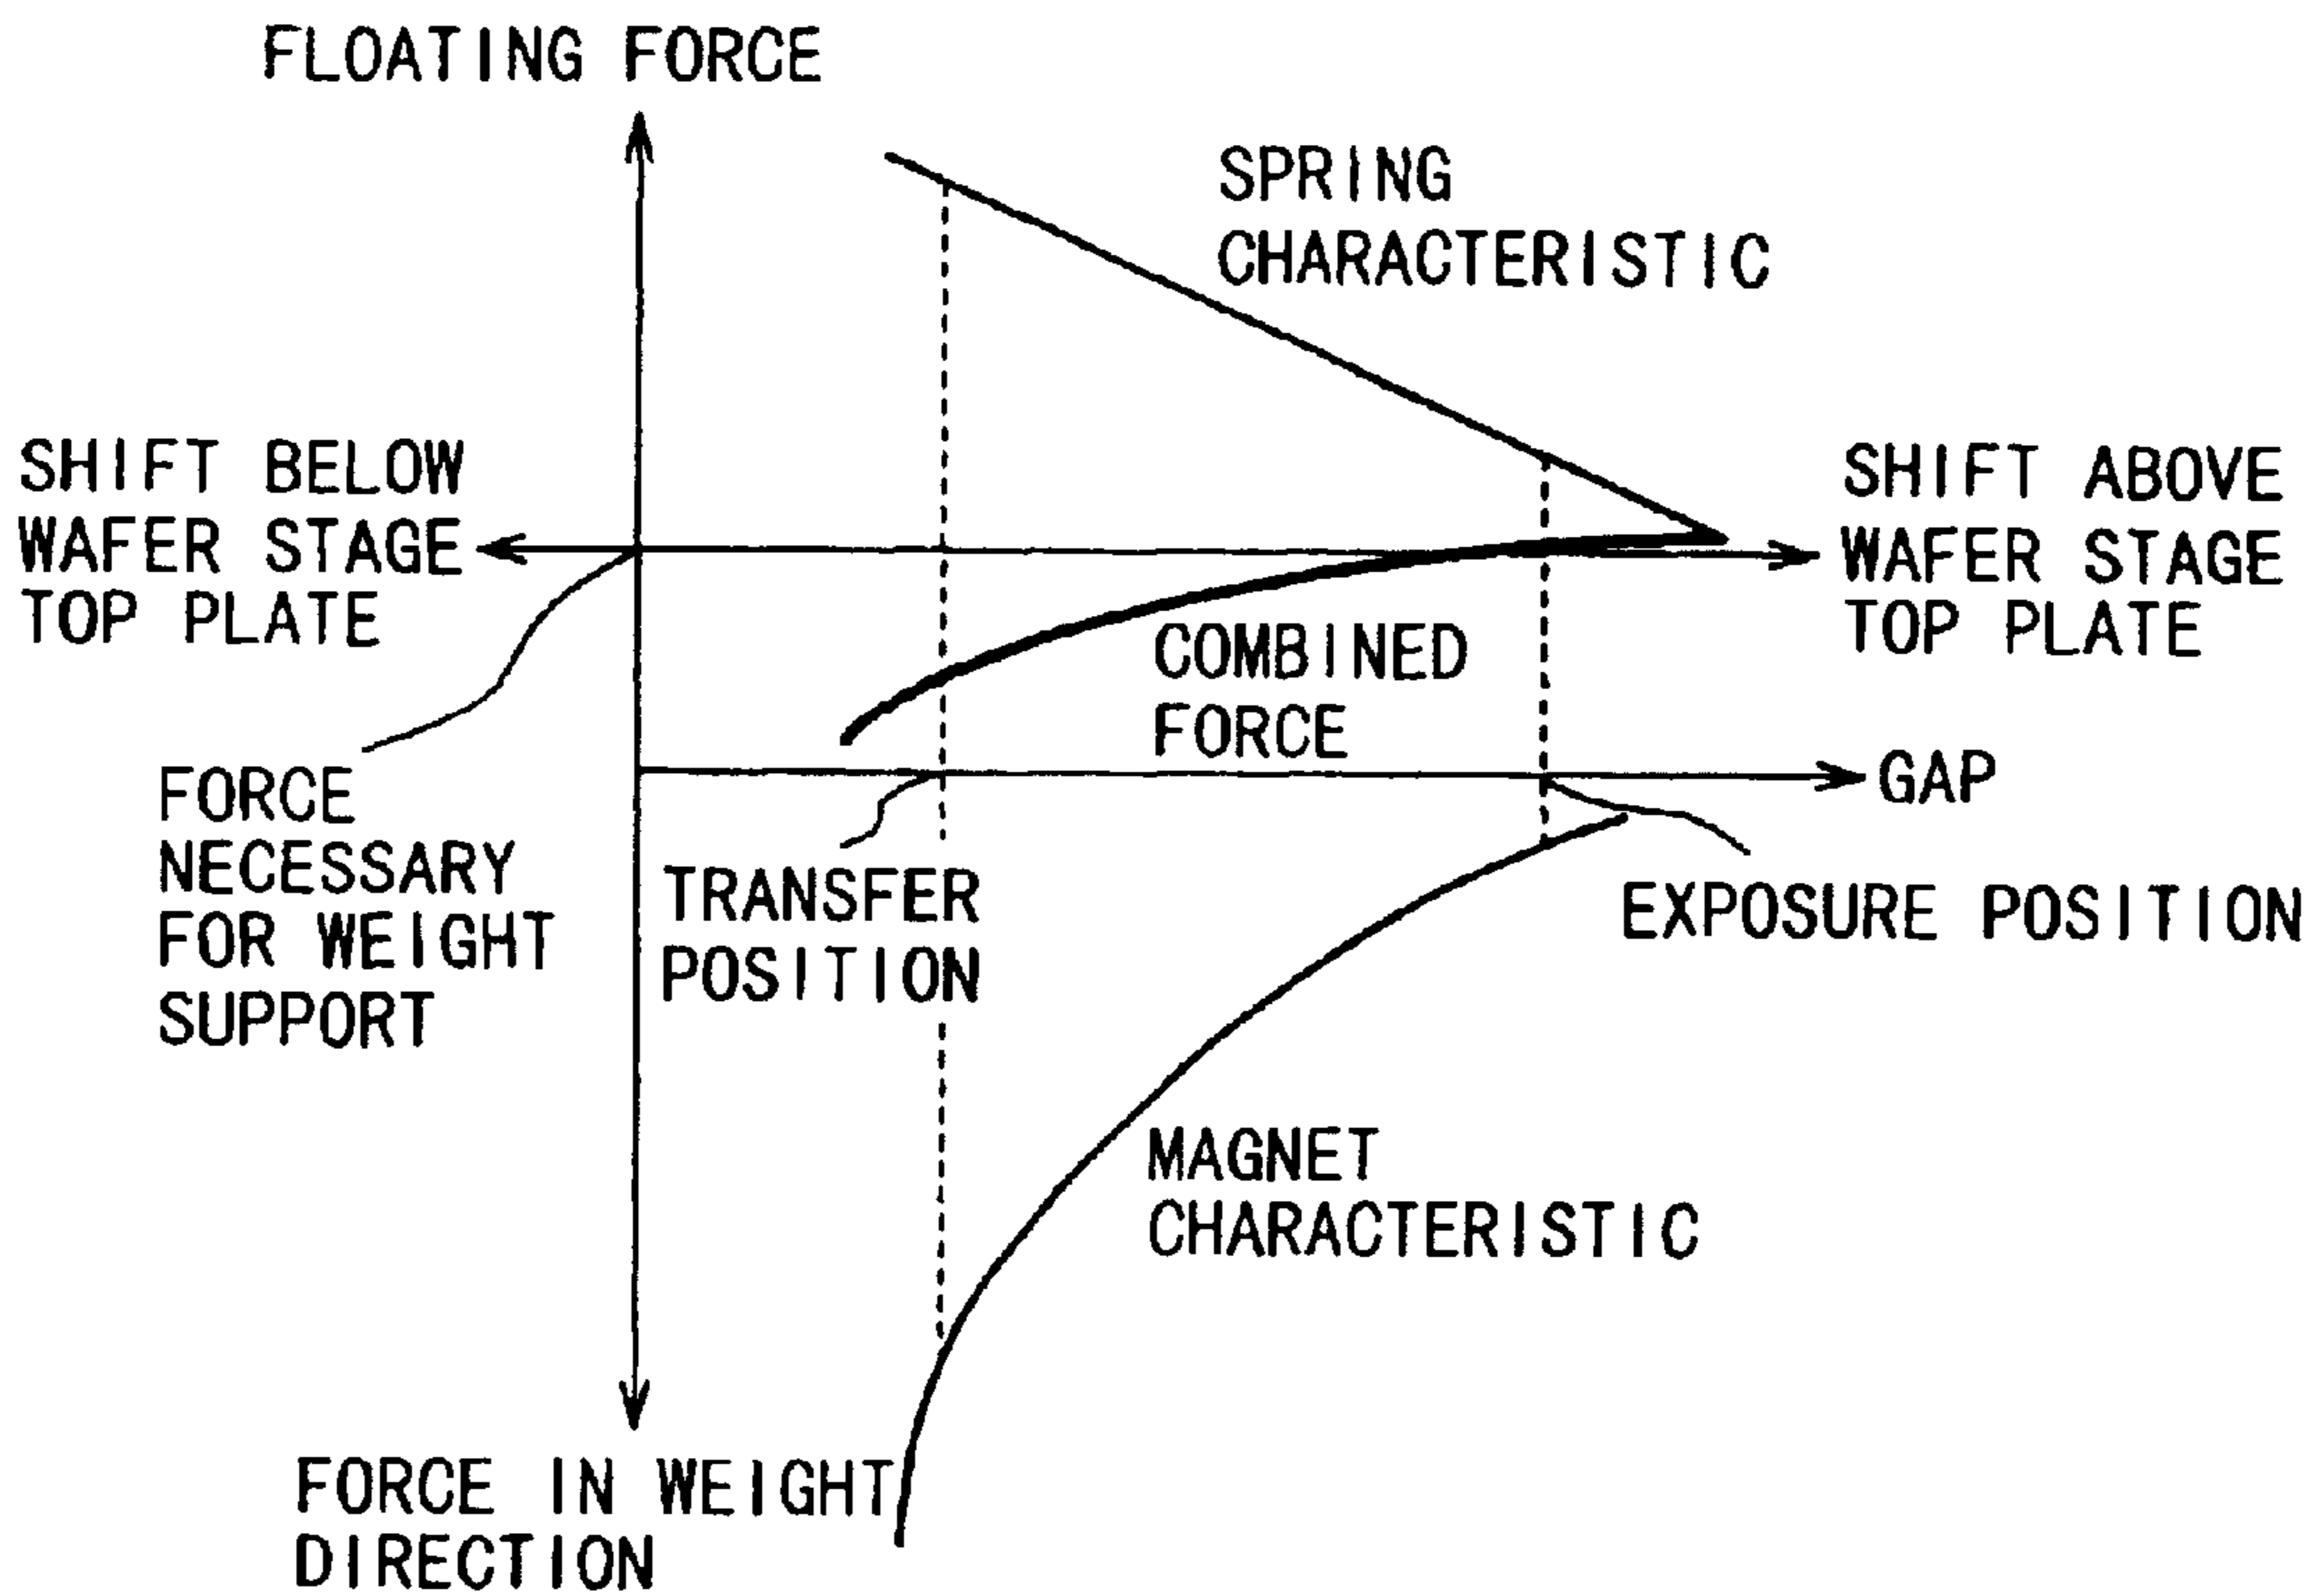 FLOATING FORCE
SPRING
CHARACTERISTIC
SHIFT BELOW
WAFER STAGE
TOP PLATE
SHIFT ABOVE
WAFER STAGE
TOP PLATE
COMBINED
FORCE
GAP
FORCE
NECESSARY
FOR WEIGHT
SUPPORT
TRANSFER
POSITION
EXPOSURE POSITION
MAGNET
CHARACTERISTIC
FORCE IN WEIGHT
DIRECTION